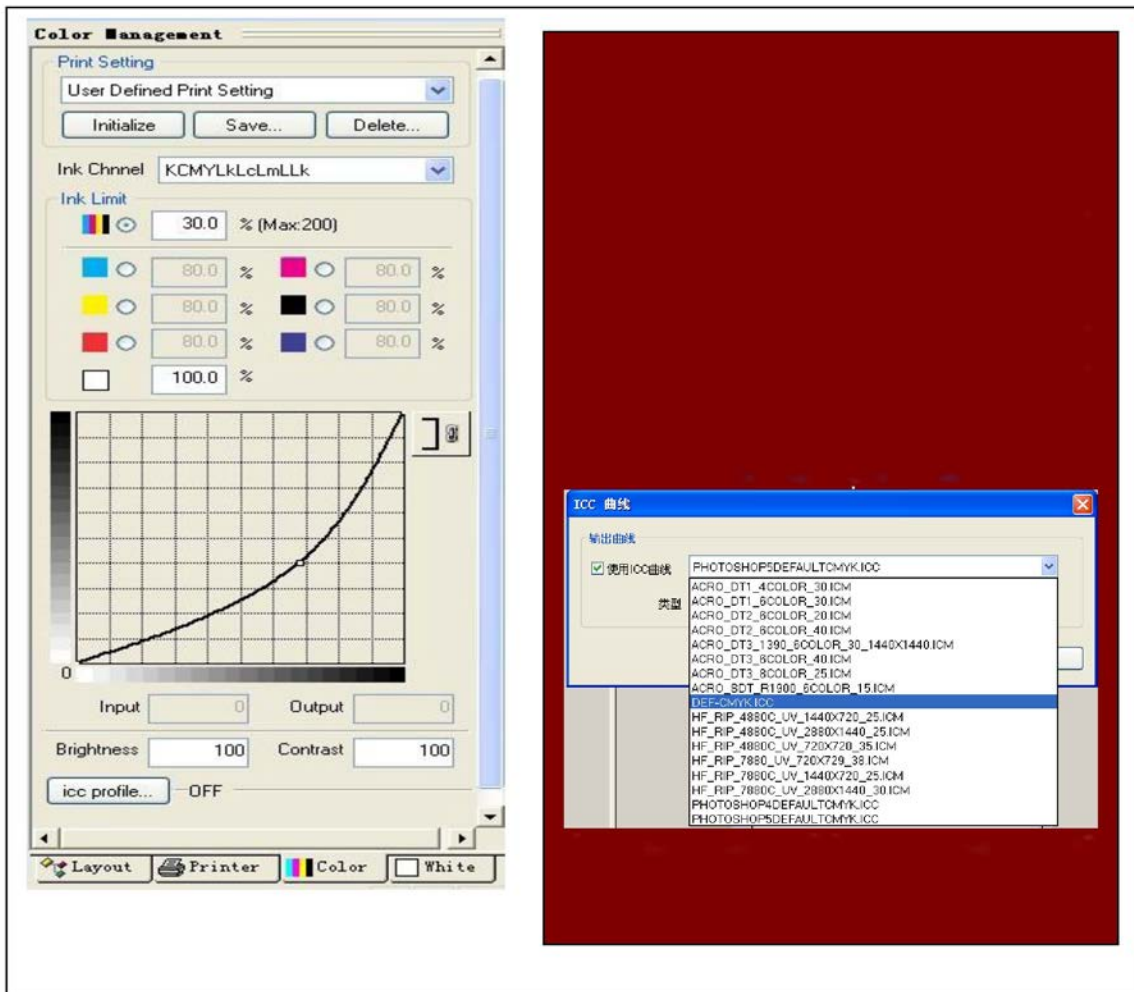 Color Management
Print Setting
User Defined Print Setting
Initialize Save... Delete...
Ink Chnnel KCMYLkLcLmLLk
Ink Limit
30.0 % (Max:200)
80.0 % 80.0 %
80.0 % 80.0 %
80.0 % 80.0 %
100.0 %
0
Input 0 Output 0
Brightness 100 Contrast 100
icc profile... OFF
Layout Printer Color White
ICC 曲线
输出曲线
使用ICC曲线 PHOTOSHOP5DEFAULTCMYK.ICC
类型
ACRO_DT1_4COLOR_30.ICM
ACRO_DT1_6COLOR_30.ICM
ACRO_DT2_6COLOR_20.ICM
ACRO_DT2_6COLOR_40.ICM
ACRO_DT3_1390_6COLOR_30_1440X1440.ICM
ACRO_DT3_6COLOR_40.ICM
ACRO_DT3_8COLOR_25.ICM
ACRO_SDT_R1900_6COLOR_15.ICM
DEF-CMYK.ICC
HF_RIP_4880C_UV_1440X720_25.ICM
HF_RIP_4880C_UV_2880X1440_25.ICM
HF_RIP_4880C_UV_720X720_35.ICM
HF_RIP_7880_UV_720X729_38.ICM
HF_RIP_7880C_UV_1440X720_25.ICM
HF_RIP_7880C_UV_2880X1440_30.ICM
PHOTOSHOP4DEFAULTCMYK.ICC
PHOTOSHOP5DEFAULTCMYK.ICC